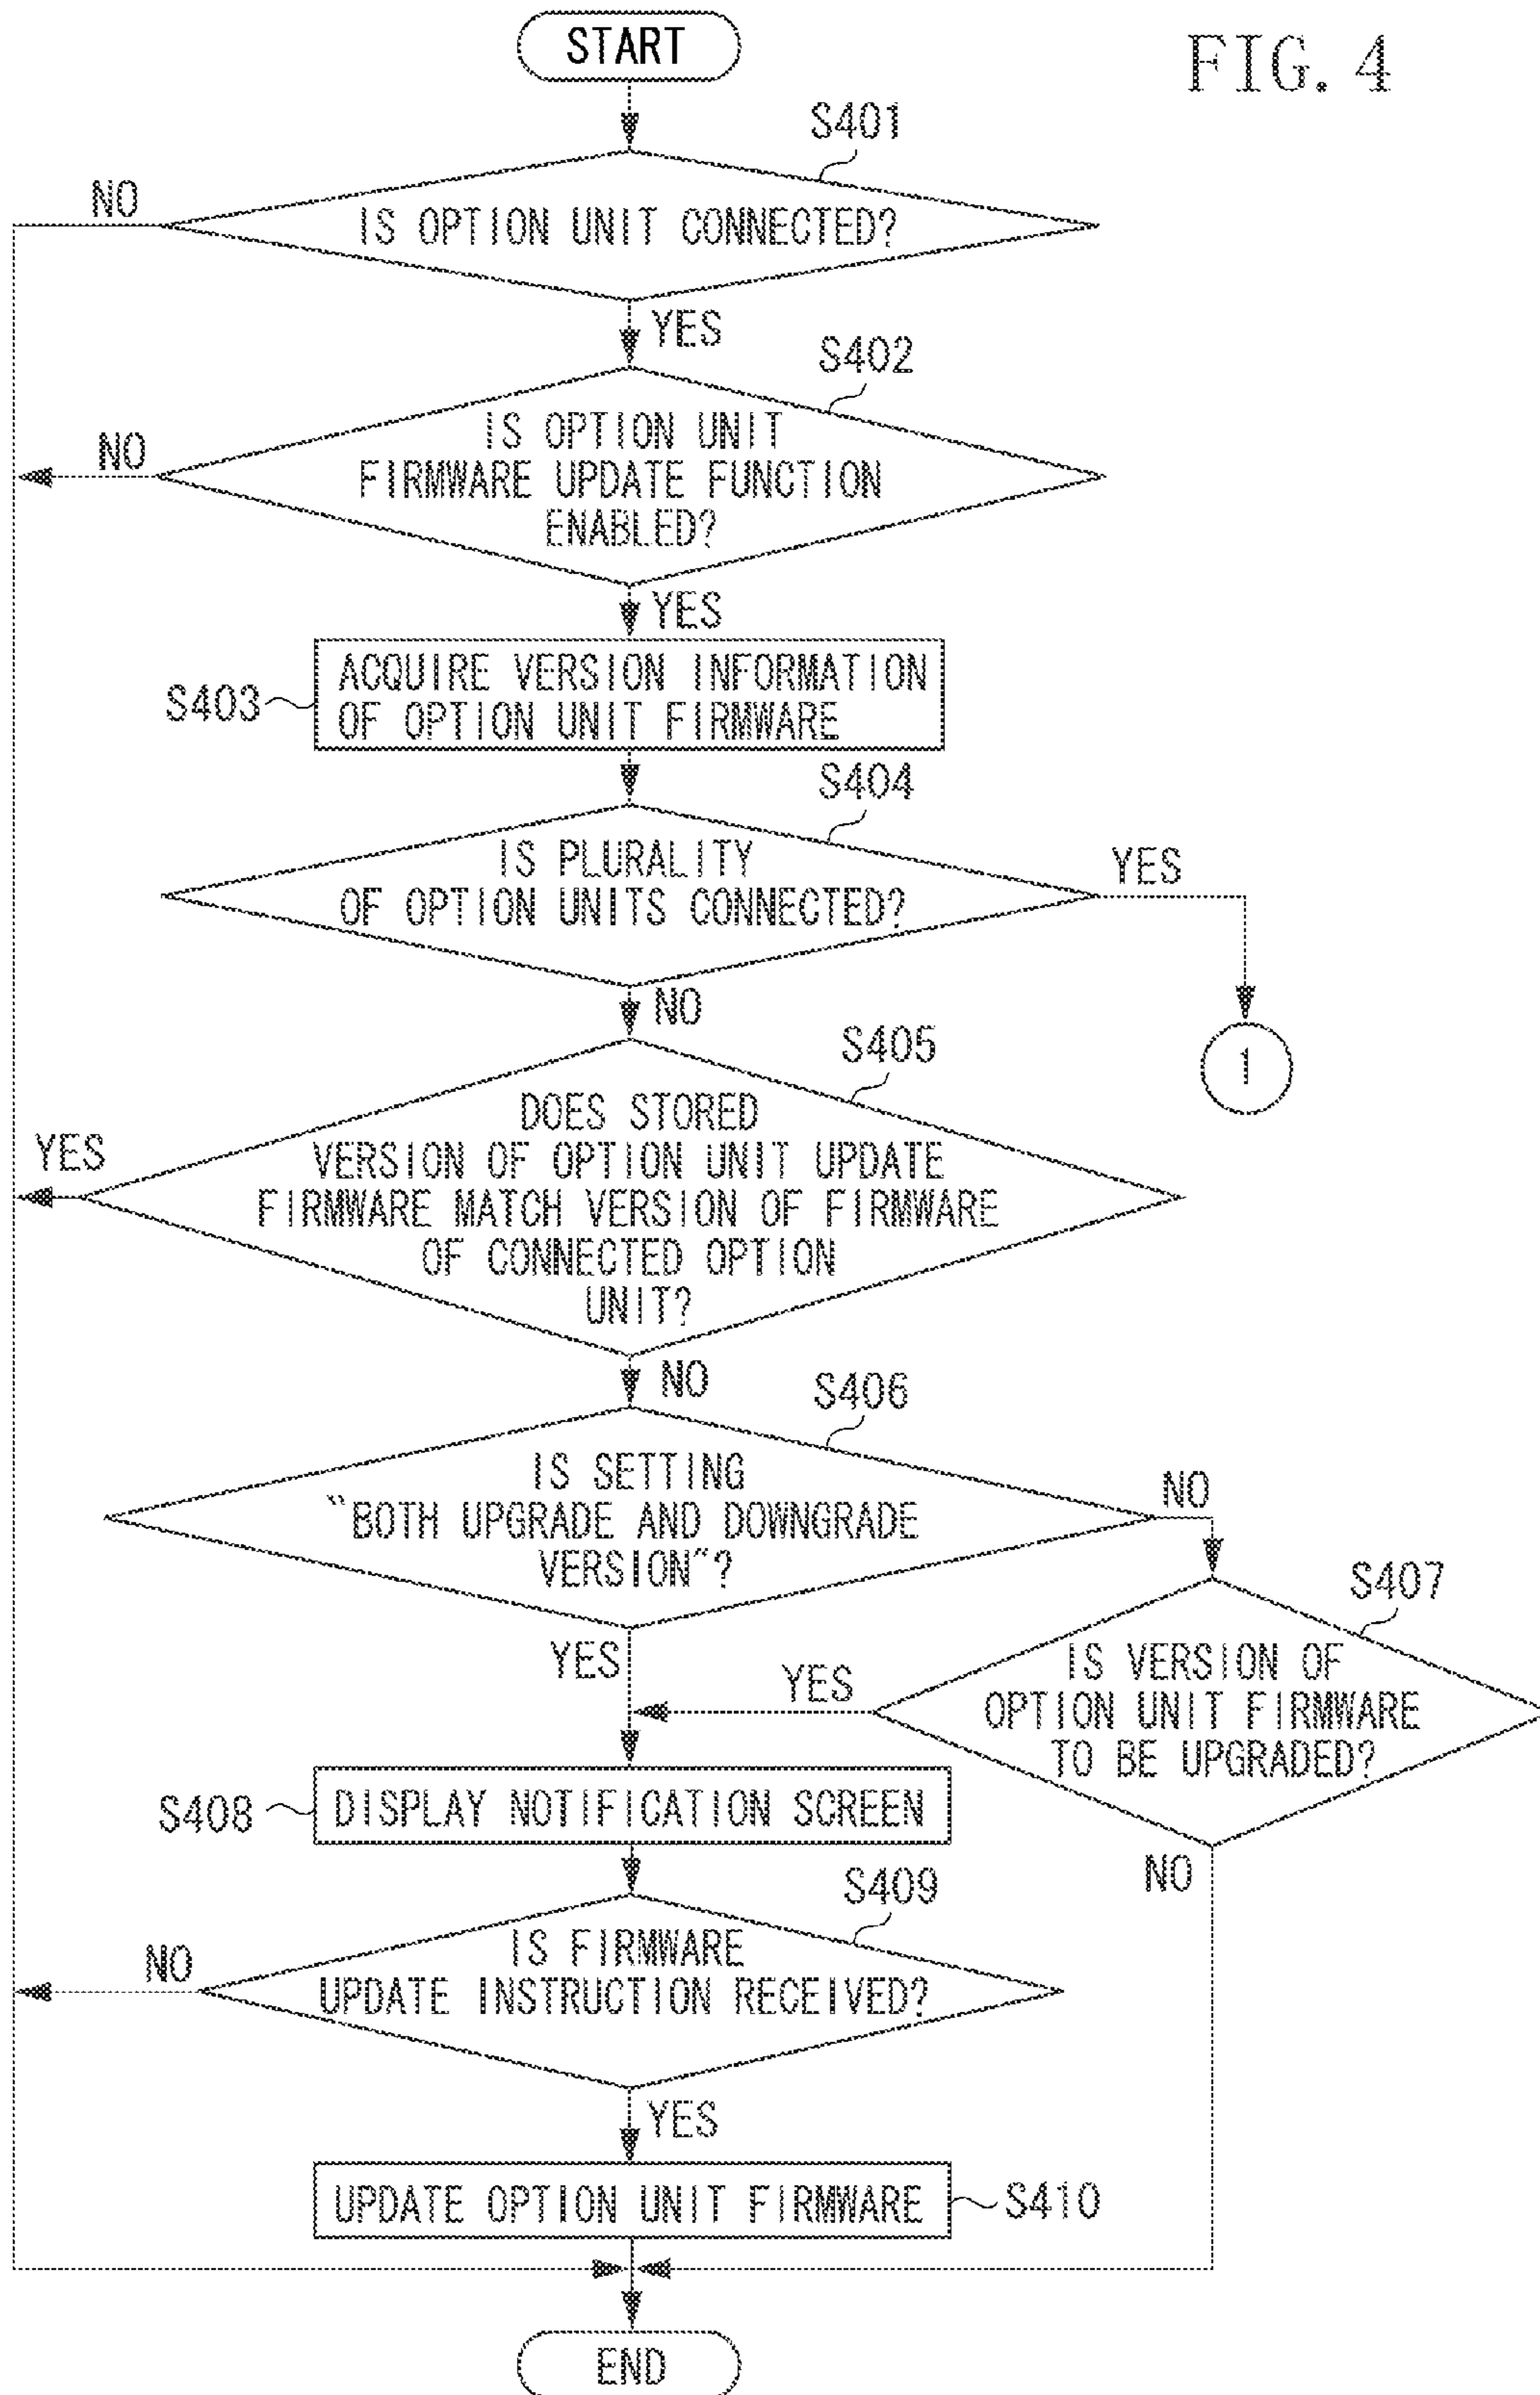 START
FIG. 4
S401
NO
IS OPTION UNIT CONNECTED?
YES
S402
NO
IS OPTION UNIT
FIRMWARE UPDATE FUNCTION
ENABLED?
YES
S403
ACQUIRE VERSION INFORMATION
OF OPTION UNIT FIRMWARE
S404
IS PLURALITY
OF OPTION UNITS CONNECTED?
YES
NO
1
S405
YES
DOES STORED
VERSION OF OPTION UNIT UPDATE
FIRMWARE MATCH VERSION OF FIRMWARE
OF CONNECTED OPTION
UNIT?
NO
S406
IS SETTING
"BOTH UPGRADE AND DOWNGRADE
VERSION"?
NO
S407
YES
YES
IS VERSION OF
OPTION UNIT FIRMWARE
TO BE UPGRADED?
S408
DISPLAY NOTIFICATION SCREEN
NO
S409
NO
IS FIRMWARE
UPDATE INSTRUCTION RECEIVED?
YES
UPDATE OPTION UNIT FIRMWARE
S410
END